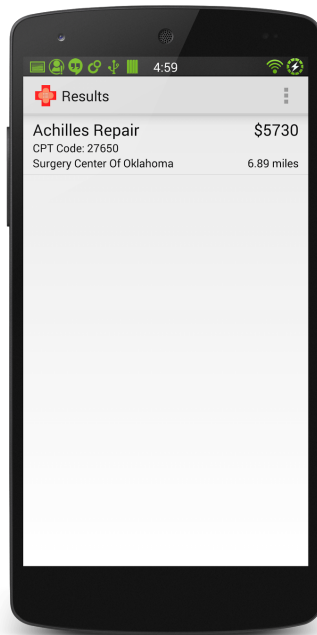 4:59
Results
Achilles Repair $5730
CPT Code: 27650
Surgery Center Of Oklahoma 6.89 miles